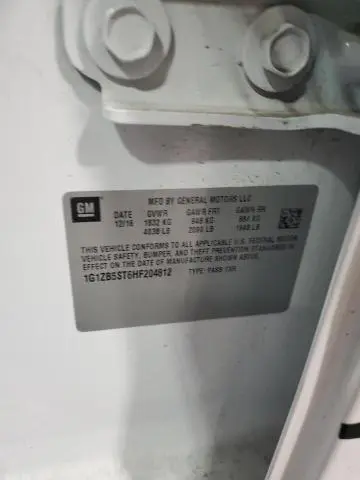 MFD BY GENERAL MOTORS LLC
GM
DATE GVWR GAWR FRT GAWR RR
12/16 1832 KG 948 KG 884 KG
4038 LB 2090 LB 1949 LB
THIS VEHICLE CONFORMS TO ALL APPLICABLE U.S. FEDERAL MOTOR
VEHICLE SAFETY, BUMPER, AND THEFT PREVENTION STANDARDS IN
EFFECT ON THE DATE OF MANUFACTURE SHOWN ABOVE.
1G1ZB5ST6HF204812 TYPE: PASS CAR